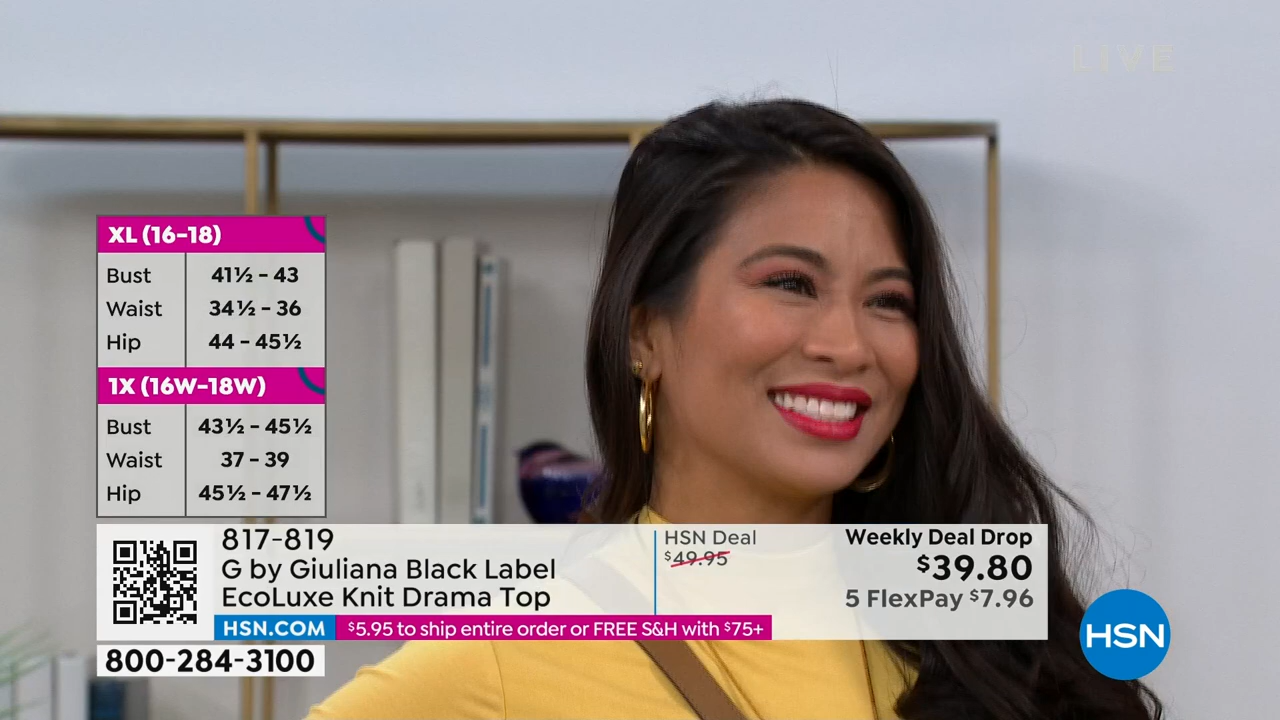 LIVE
XL (16-18)
Bust 41½ - 43
Waist 34½ - 36
Hip 44 - 45½
1X (16W-18W)
Bust 43½ - 45½
Waist 37 - 39
Hip 45½ - 47½
817-819
G by Giuliana Black Label
EcoLuxe Knit Drama Top
HSN Deal
$49.95
Weekly Deal Drop
$39.80
5 FlexPay $7.96
HSN.COM $5.95 to ship entire order or FREE S&H with $75+
800-284-3100
HSN